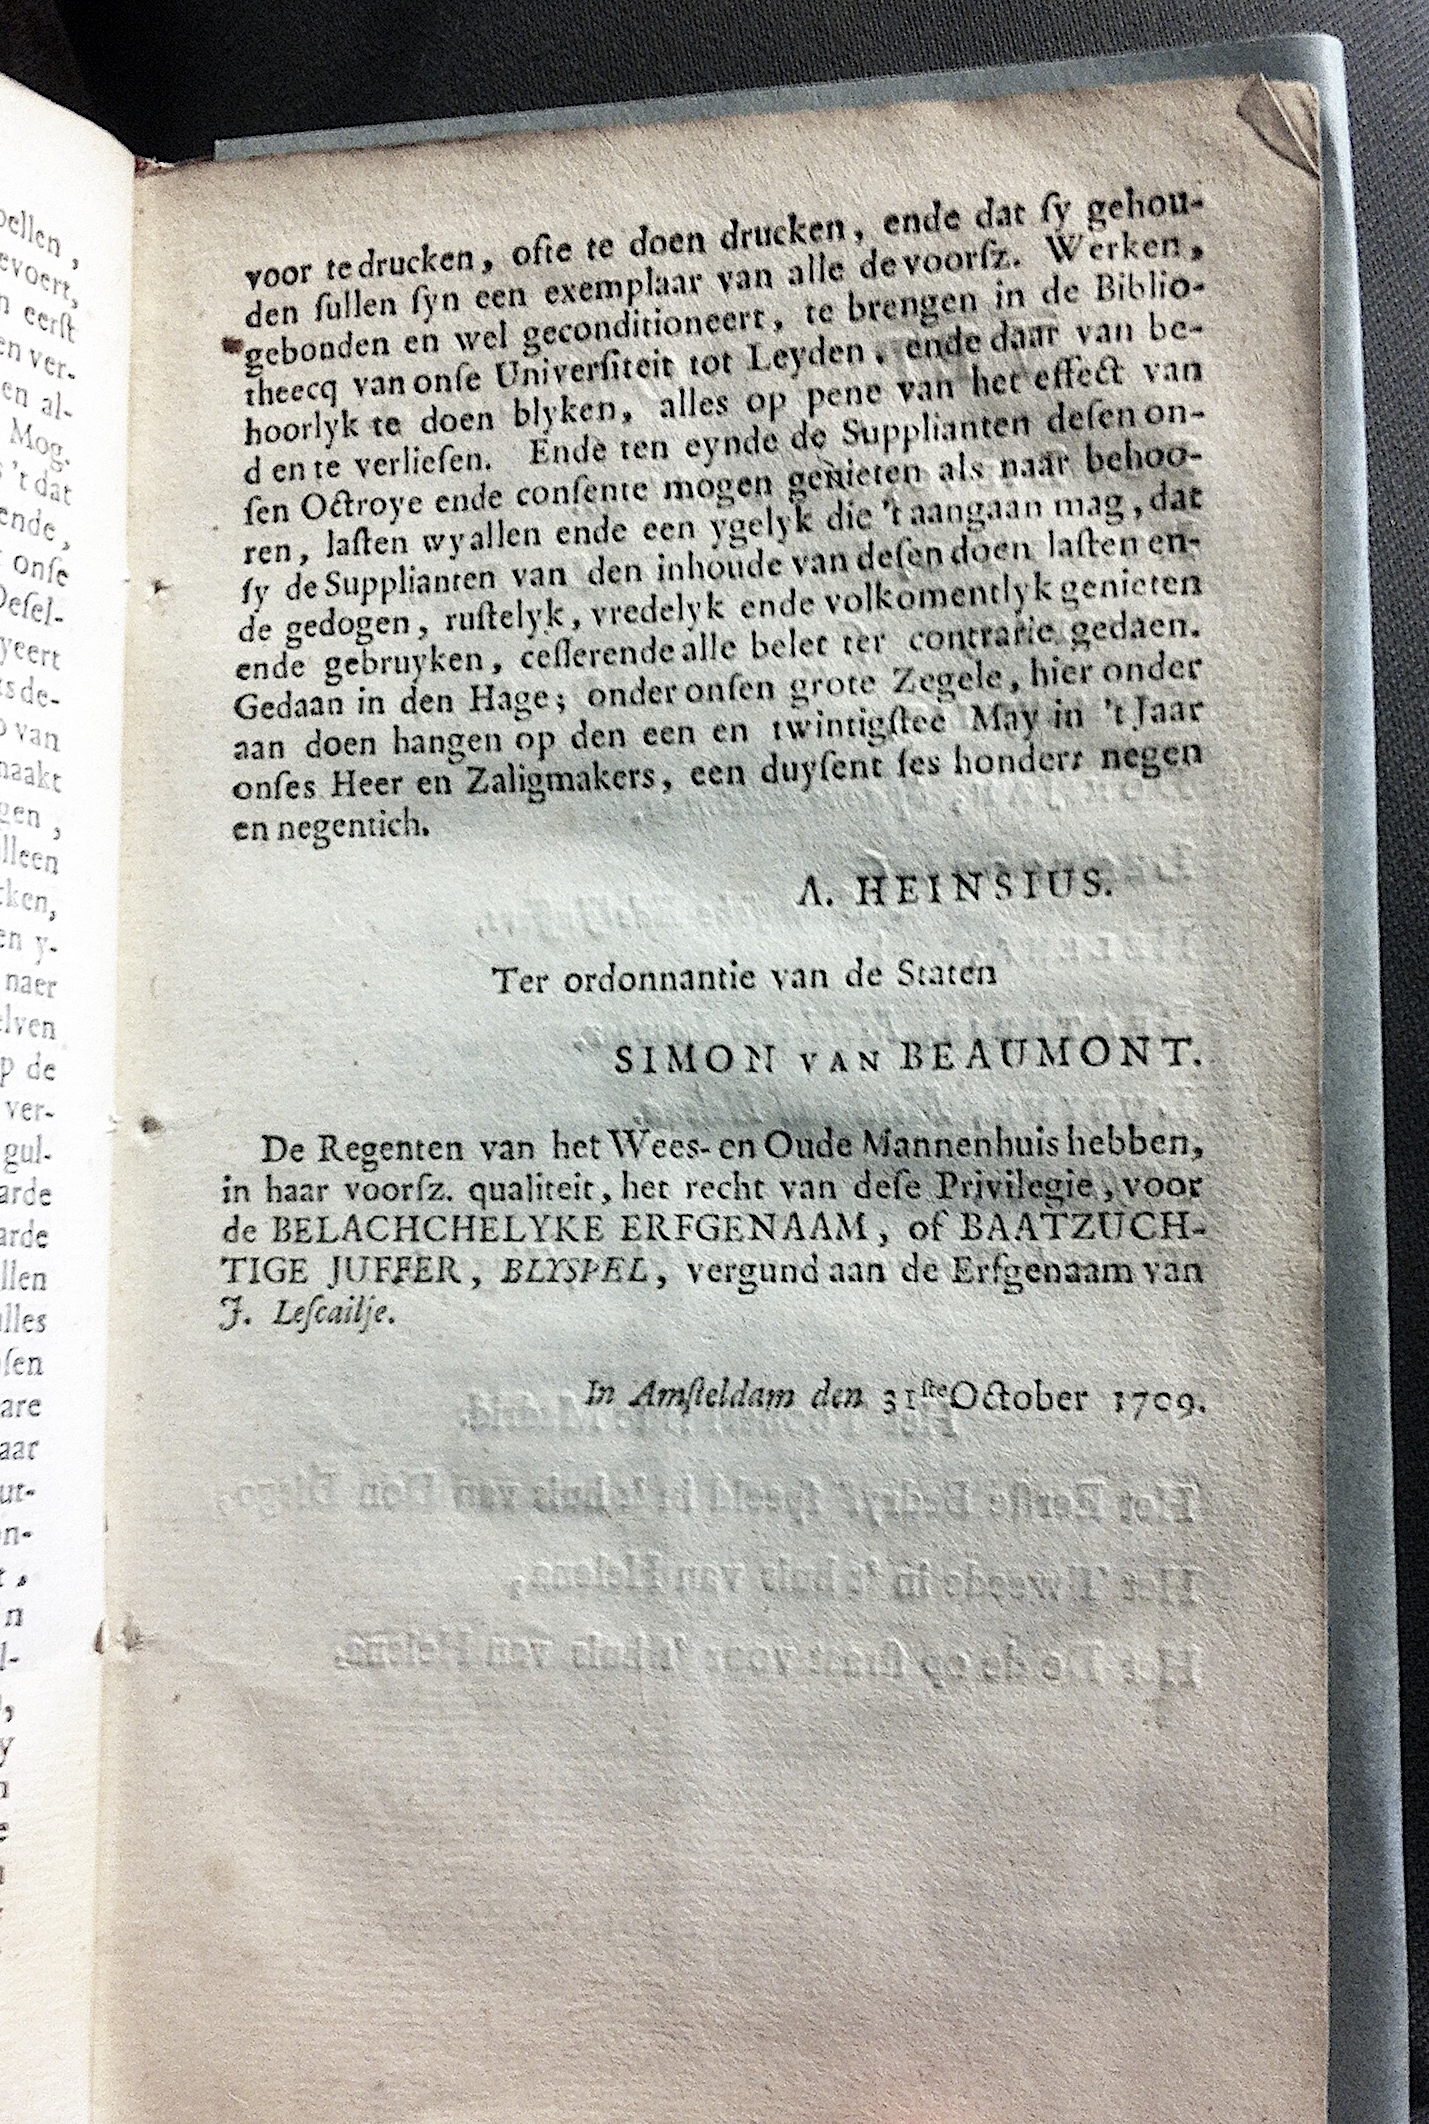 voor te drucken, ofte te doen drucken, ende dat ſy gehou-
den ſullen ſyn een exemplaar van alle de voorſz. Werken,
gebonden en wel geconditioneert, te brengen in de Biblio-
theecq van onſe Univerſiteit tot Leyden, ende daar van be-
hoorlyk te doen blyken, alles op pene van het effect van
d en te verlieſen. Ende ten eynde de Supplianten deſen on-
ſen Octroye ende conſente mogen genieten als naar behoo-
ren, laſten wy allen ende een ygelyk die 't aangaan mag, dat
ſy de Supplianten van den inhoude van deſen doen laſten en-
de gedogen, ruſtelyk, vredelyk ende volkomentlyk genieten
ende gebruyken, ceſſerende alle belet ter contrarie gedaen.
Gedaan in den Hage; onder onſen grote Zegele, hier onder
aan doen hangen op den een en twintigſtee May in 't Jaar
onſes Heer en Zaligmakers, een duyſent ſes hondert negen
en negentich.
A. HEINSIUS.
Ter ordonnantie van de Staten
SIMON VAN BEAUMONT.
De Regenten van het Wees- en Oude Mannenhuis hebben,
in haar voorſz. qualiteit, het recht van deſe Privilegie, voor
de BELACHCHELYKE ERFGENAAM, of BAATZUCH-
TIGE JUFFER, BLYSPEL, vergund aan de Erfgenaam van
J. Leſcailje.
In Amſteldam den 31ſte October 1709.